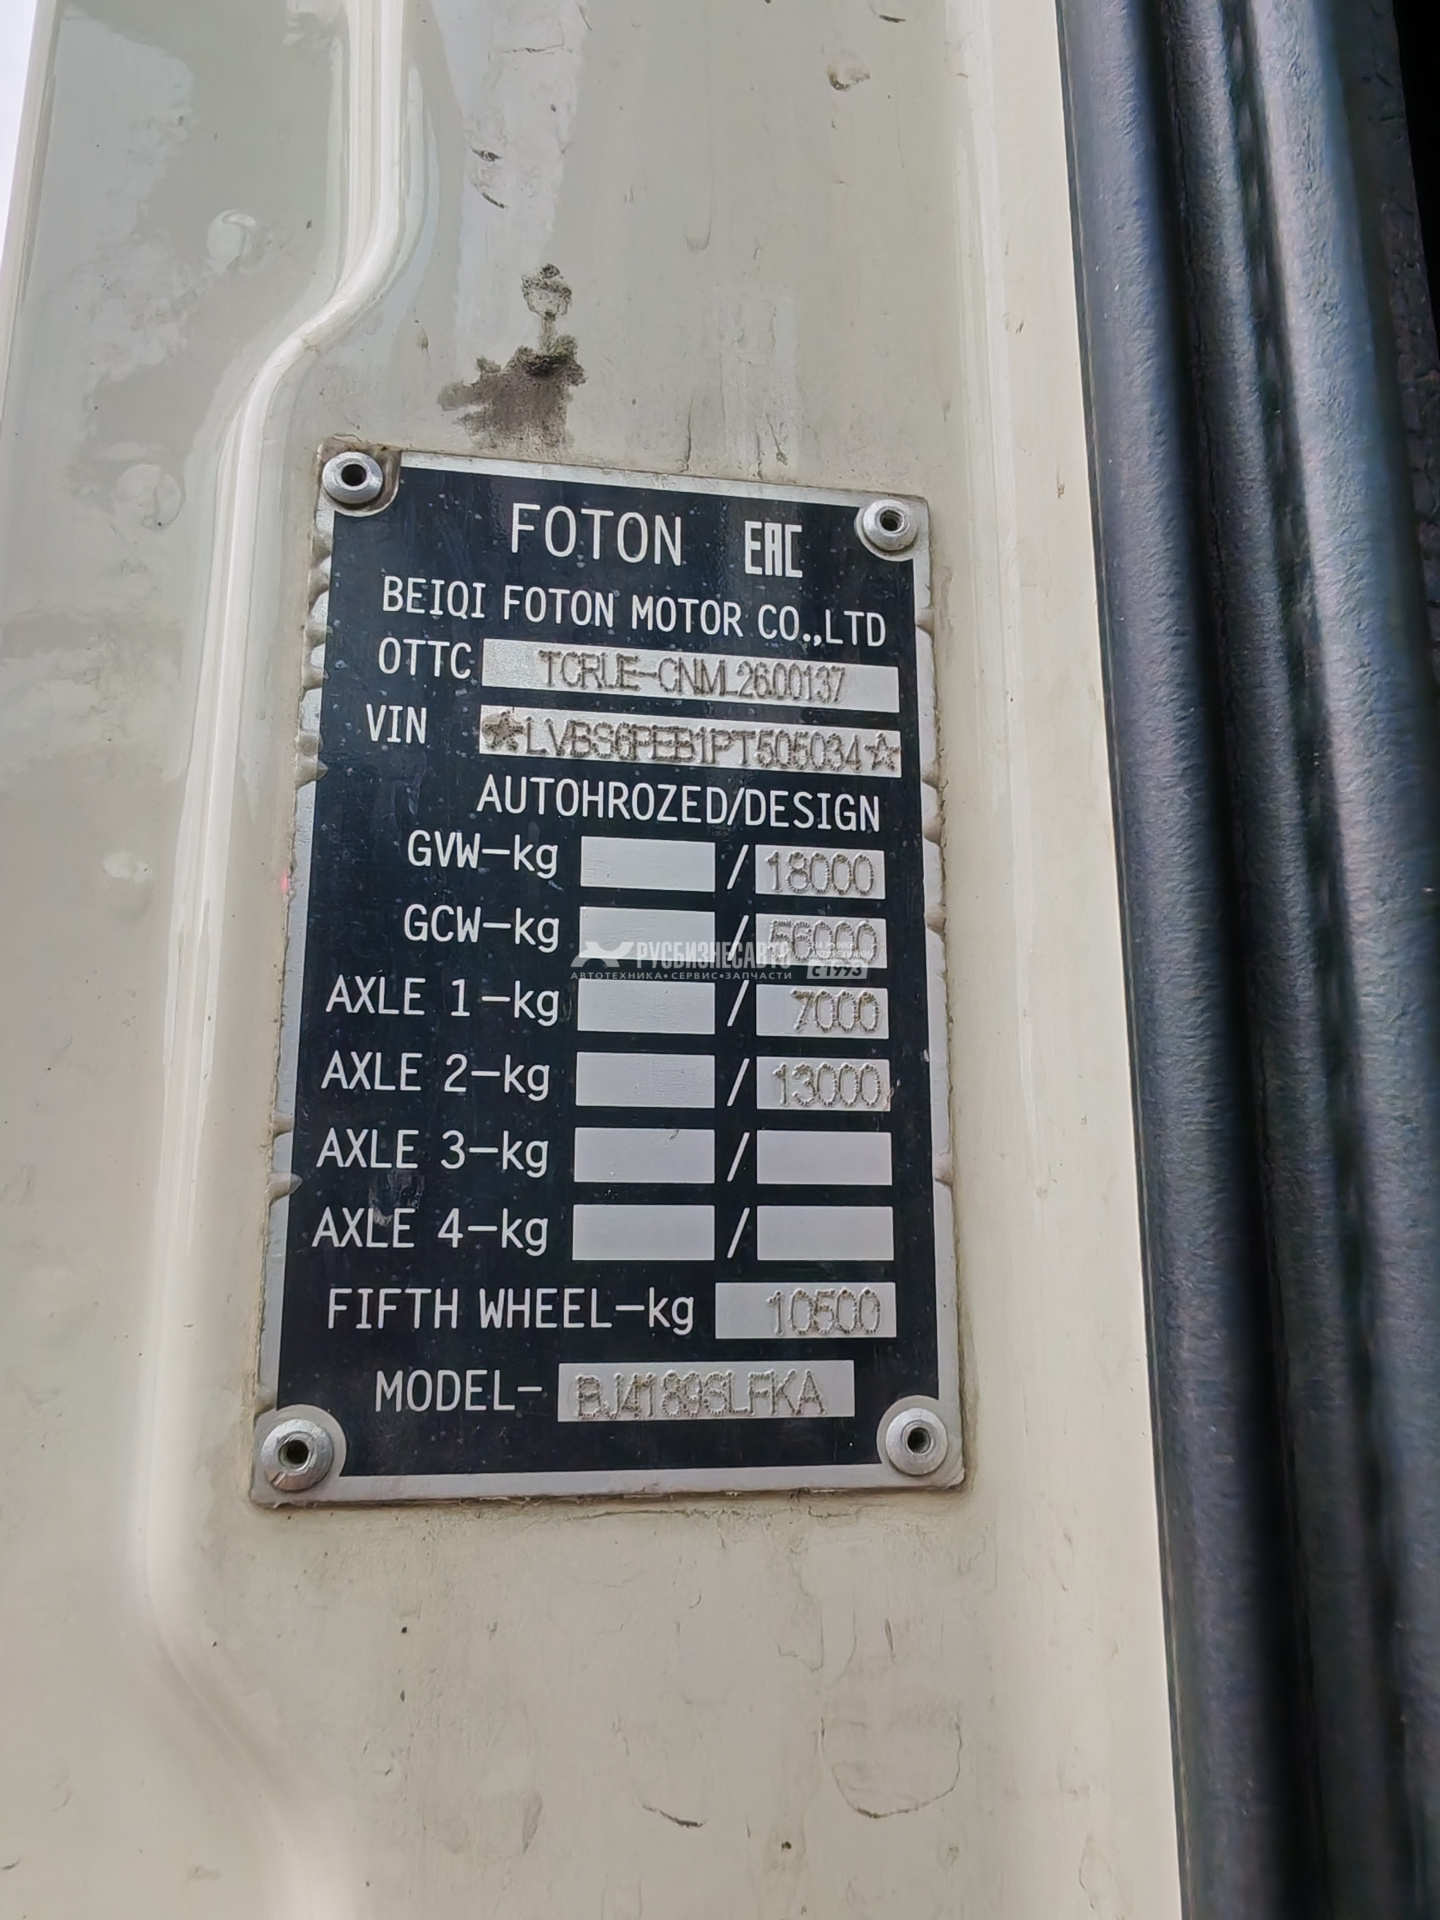 FOTON EAC
BEIQI FOTON MOTOR CO.,LTD
OTTC TCRUE-CNML2600137
VIN ★LVBS6PEB1PT505034☆
AUTOHROZED/DESIGN
GVW-kg / 18000
GCW-kg / 56000
РУСБИЗНЕСАВТО
АВТОТЕХНИКА•СЕРВИС•ЗАПЧАСТИ С 1993
AXLE 1-kg / 7000
AXLE 2-kg / 13000
AXLE 3-kg /
AXLE 4-kg /
FIFTH WHEEL-kg 10500
MODEL- BJ4189SLFKA